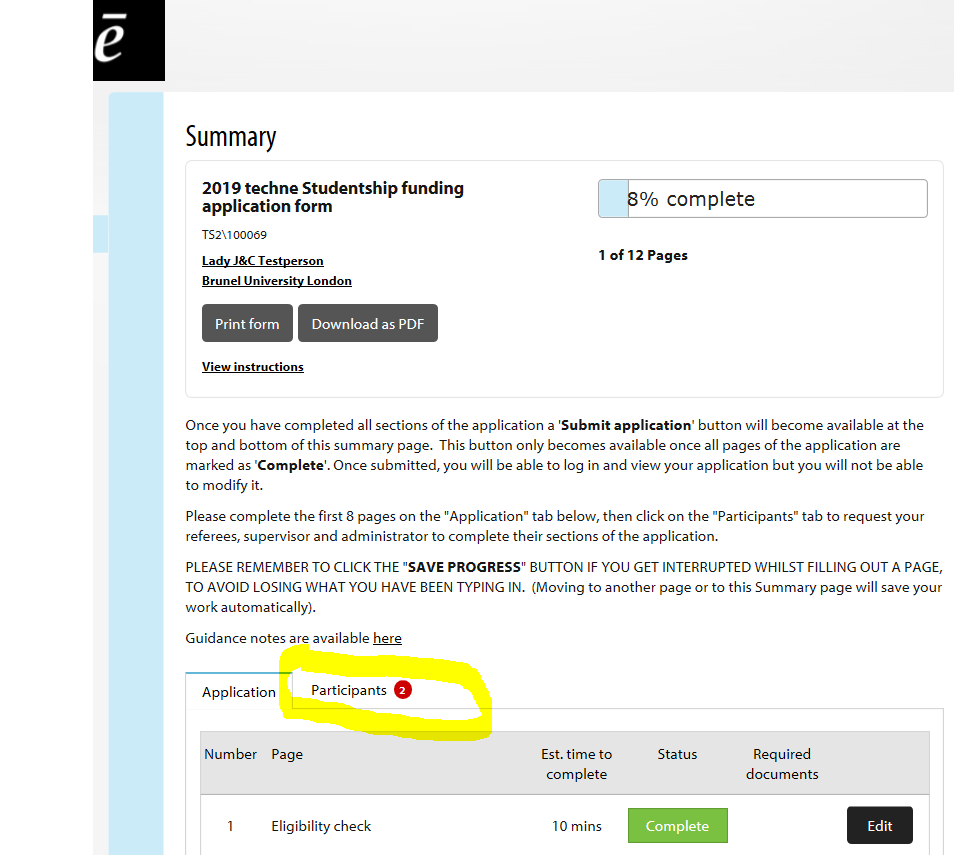 ē
Summary
2019 techne Studentship funding
application form
8% complete
TS2\100069
1 of 12 Pages
Lady J&C Testperson
Brunel University London
Print form Download as PDF
View instructions
Once you have completed all sections of the application a 'Submit application' button will become available at the
top and bottom of this summary page. This button only becomes available once all pages of the application are
marked as 'Complete'. Once submitted, you will be able to log in and view your application but you will not be able
to modify it.
Please complete the first 8 pages on the "Application" tab below, then click on the "Participants" tab to request your
referees, supervisor and administrator to complete their sections of the application.
PLEASE REMEMBER TO CLICK THE "SAVE PROGRESS" BUTTON IF YOU GET INTERRUPTED WHILST FILLING OUT A PAGE,
TO AVOID LOSING WHAT YOU HAVE BEEN TYPING IN. (Moving to another page or to this Summary page will save your
work automatically).
Guidance notes are available here
Application Participants 2
Number Page Est. time to Status Required
complete documents
1 Eligibility check 10 mins Complete Edit